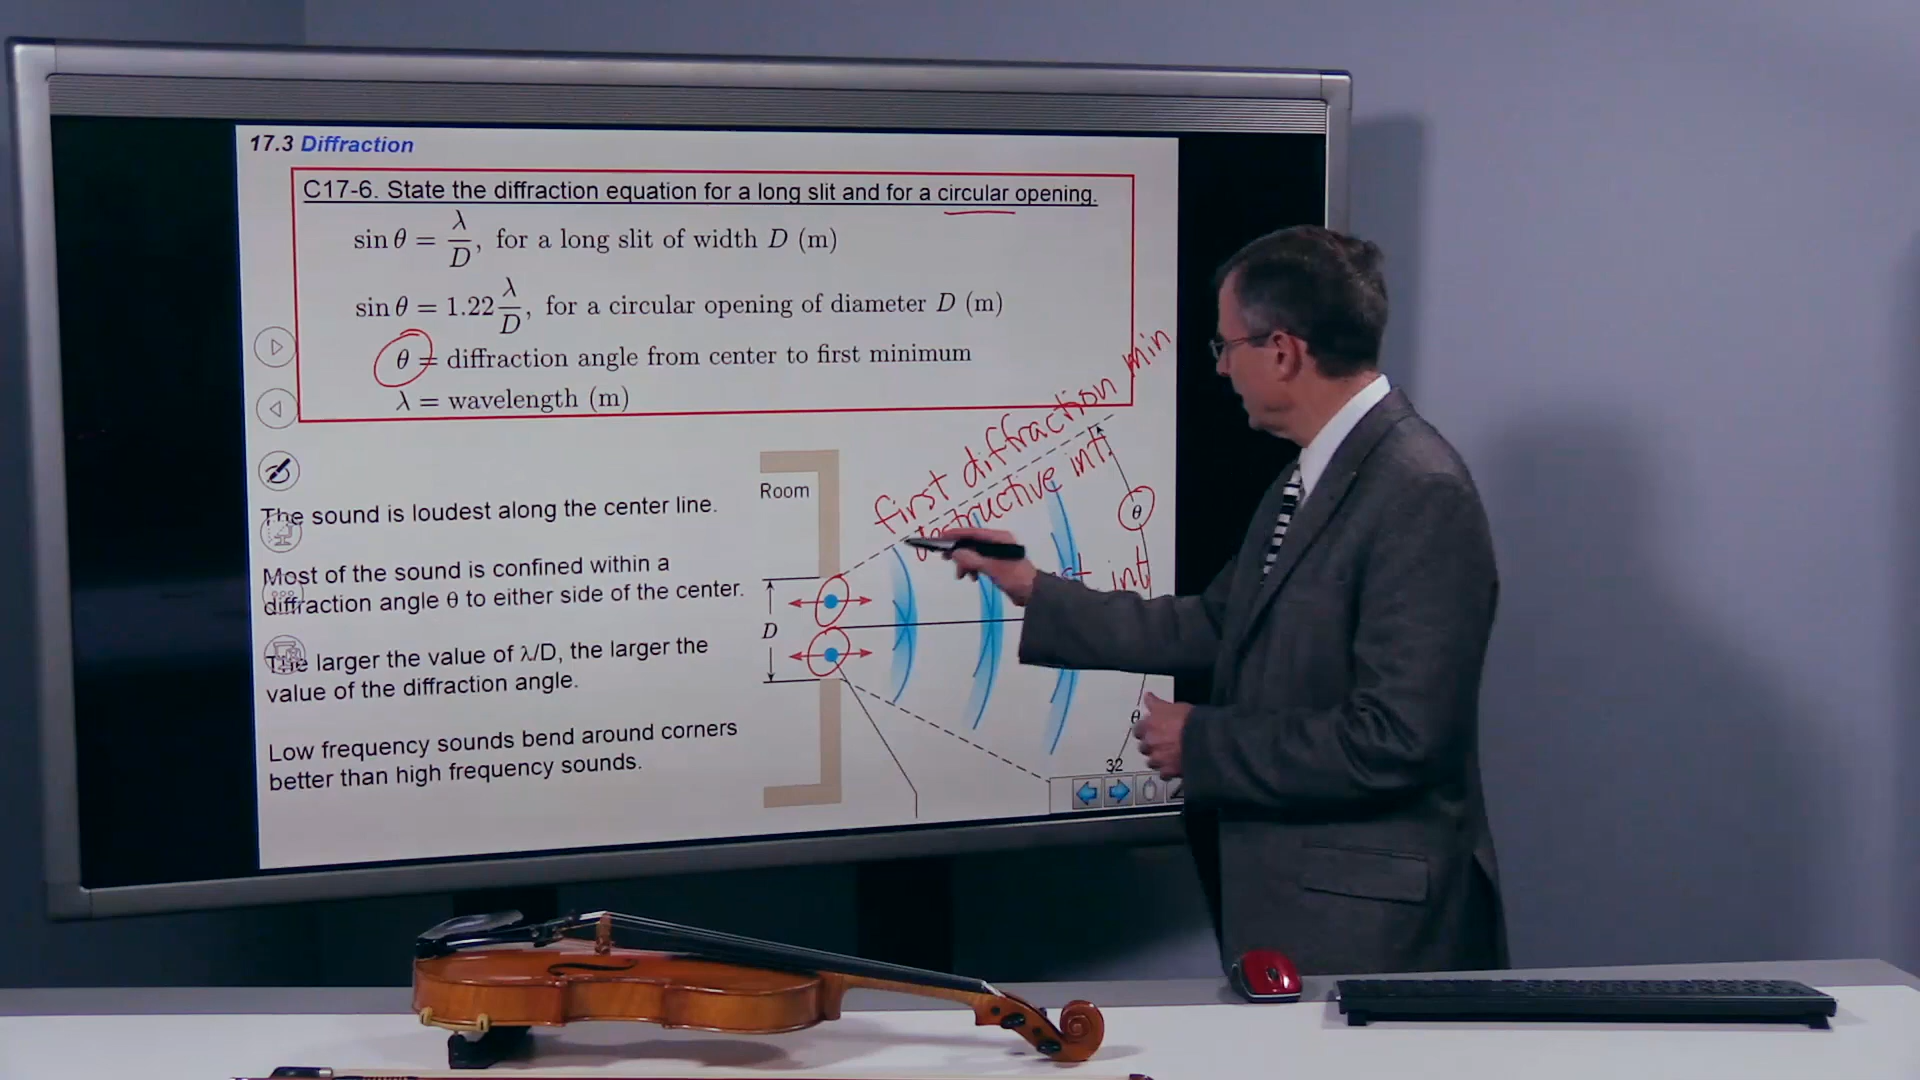 17.3 Diffraction
C17-6. State the diffraction equation for a long slit and for a circular opening.
sin θ = λ/D, for a long slit of width D (m)
sin θ = 1.22 λ/D, for a circular opening of diameter D (m)
θ = diffraction angle from center to first minimum
λ = wavelength (m)
first diffraction min
destructive int.
Room
θ
The sound is loudest along the center line.
Most of the sound is confined within a
diffraction angle θ to either side of the center.
int
D
The larger the value of λ/D, the larger the
value of the diffraction angle.
θ
Low frequency sounds bend around corners
better than high frequency sounds.
32